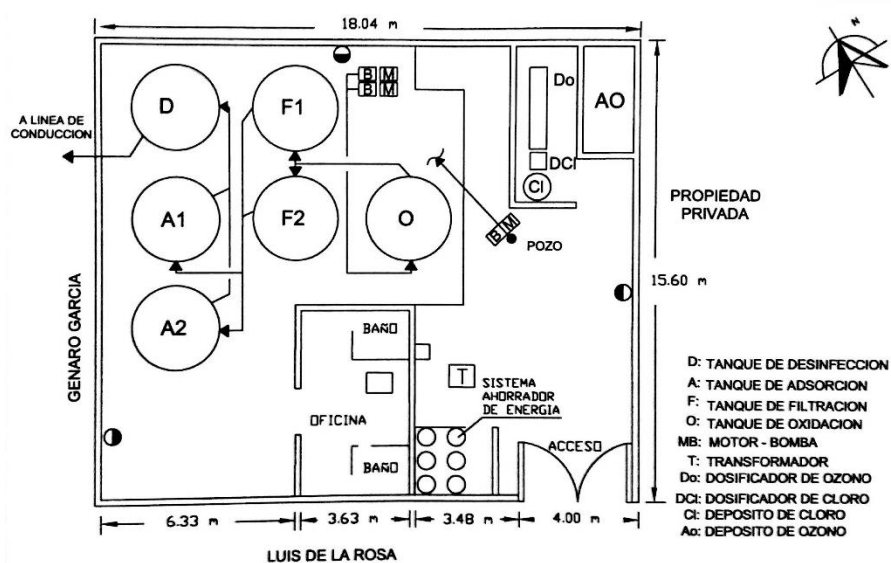 18.04 m
N
D
F1
B M
B M
Do
AO
A LINEA DE
CONDUCCION
DCI
CI
A1
F2
O
B M
POZO
PROPIEDAD
PRIVADA
15.60 m
GENARO GARCIA
A2
BAÑO
T
SISTEMA
AHORRADOR
DE ENERGIA
OFICINA
BAÑO
ACCESO
D: TANQUE DE DESINFECCION
A: TANQUE DE ADSORCION
F: TANQUE DE FILTRACION
O: TANQUE DE OXIDACION
MB: MOTOR - BOMBA
T: TRANSFORMADOR
Do: DOSIFICADOR DE OZONO
DCI: DOSIFICADOR DE CLORO
CI: DEPOSITO DE CLORO
Ao: DEPOSITO DE OZONO
6.33 m
3.63 m
3.48 m
4.00 m
LUIS DE LA ROSA